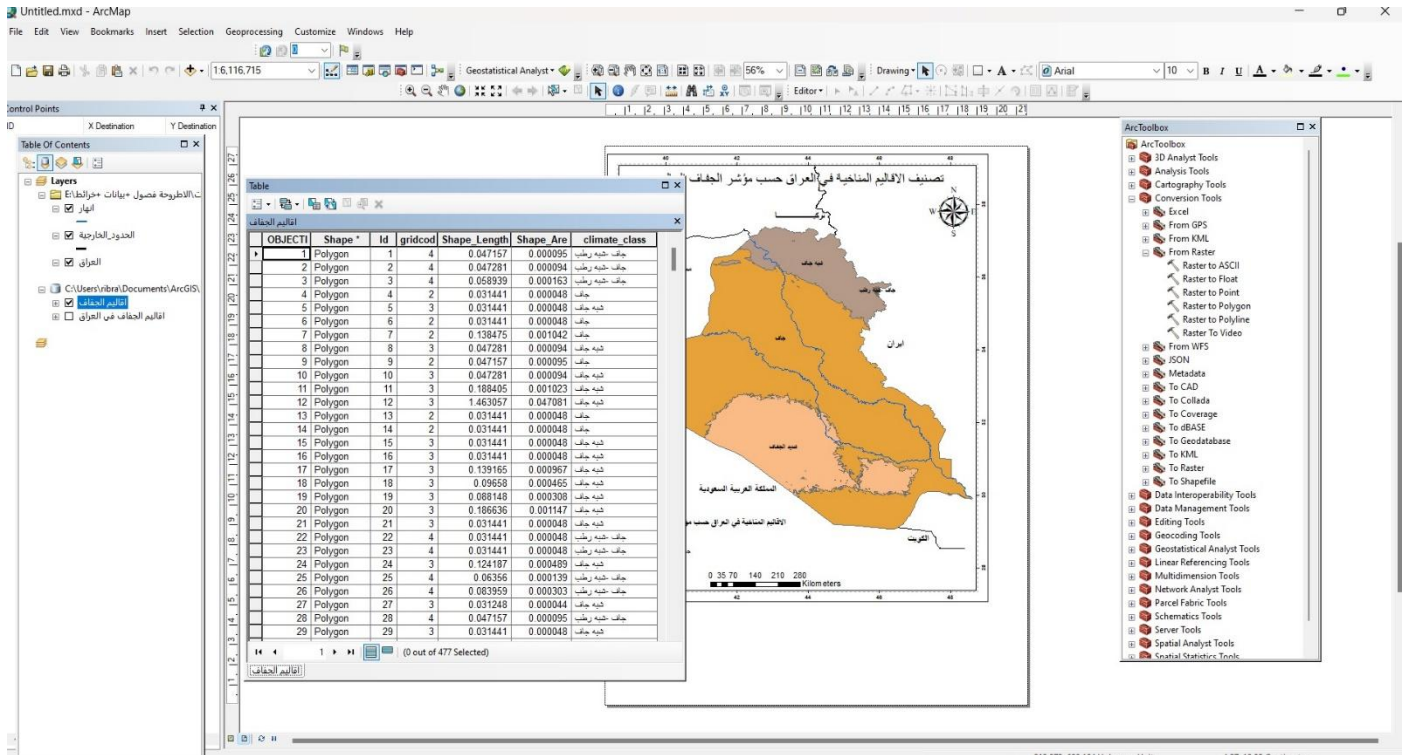 Untitled.mxd - ArcMap
File Edit View Bookmarks Insert Selection Geoprocessing Customize Windows Help
1:6,116,715
Geostatistical Analyst
56%
Drawing
A
Arial
10
B I U A
Editor
Control Points
X Destination Y Destination
Table Of Contents
Layers
انهار
الحدود_الخارجية
العراق
C:\Users\ribra\Documents\ArcGIS\
اقاليم الجفاف
اقاليم الجفاف في العراق
Table
اقاليم الجفاف
OBJECTI Shape * Id gridcod Shape_Length Shape_Are climate_class
1 Polygon 1 4 0.047157 0.000095 جاف -شبه رطب
2 Polygon 2 4 0.047281 0.000094 جاف -شبه رطب
3 Polygon 3 4 0.058939 0.000163 جاف -شبه رطب
4 Polygon 4 2 0.031441 0.000048 جاف
5 Polygon 5 3 0.031441 0.000048 شبه جاف
6 Polygon 6 2 0.031441 0.000048 جاف
7 Polygon 7 2 0.138475 0.001042 جاف
8 Polygon 8 3 0.047281 0.000094 شبه جاف
9 Polygon 9 2 0.047157 0.000095 جاف
10 Polygon 10 3 0.047281 0.000094 شبه جاف
11 Polygon 11 3 0.188405 0.001023 شبه جاف
12 Polygon 12 3 1.463057 0.047081 شبه جاف
13 Polygon 13 2 0.031441 0.000048 جاف
14 Polygon 14 2 0.031441 0.000048 جاف
15 Polygon 15 3 0.031441 0.000048 شبه جاف
16 Polygon 16 3 0.031441 0.000048 شبه جاف
17 Polygon 17 3 0.139165 0.000967 شبه جاف
18 Polygon 18 3 0.09658 0.000465 شبه جاف
19 Polygon 19 3 0.088148 0.000308 شبه جاف
20 Polygon 20 3 0.186636 0.001147 شبه جاف
21 Polygon 21 3 0.031441 0.000048 شبه جاف
22 Polygon 22 4 0.031441 0.000048 جاف -شبه رطب
23 Polygon 23 4 0.031441 0.000048 جاف -شبه رطب
24 Polygon 24 3 0.124187 0.000489 شبه جاف
25 Polygon 25 4 0.06356 0.000139 جاف -شبه رطب
26 Polygon 26 4 0.083959 0.000303 جاف -شبه رطب
27 Polygon 27 3 0.031248 0.000044 شبه جاف
28 Polygon 28 4 0.047157 0.000095 جاف -شبه رطب
29 Polygon 29 3 0.031441 0.000048 شبه جاف
1 (0 out of 477 Selected)
اقاليم الجفاف
تصنيف الاقاليم المناخية في العراق حسب مؤشر الجفاف
N
W E
S
شبه جاف
جاف -شبه رطب
جاف
ايران
شديد الجفاف
المملكة العربية السعودية
الاقاليم المناخية في العراق حسب
الكويت
0 35 70 140 210 280
Kilometers
ArcToolbox
ArcToolbox
3D Analyst Tools
Analysis Tools
Cartography Tools
Conversion Tools
Excel
From GPS
From KML
From Raster
Raster to ASCII
Raster to Float
Raster to Point
Raster to Polygon
Raster to Polyline
Raster To Video
From WFS
JSON
Metadata
To CAD
To Collada
To Coverage
To dBASE
To Geodatabase
To KML
To Raster
To Shapefile
Data Interoperability Tools
Data Management Tools
Editing Tools
Geocoding Tools
Geostatistical Analyst Tools
Linear Referencing Tools
Multidimension Tools
Network Analyst Tools
Parcel Fabric Tools
Schematics Tools
Server Tools
Spatial Analyst Tools
Spatial Statistics Tools